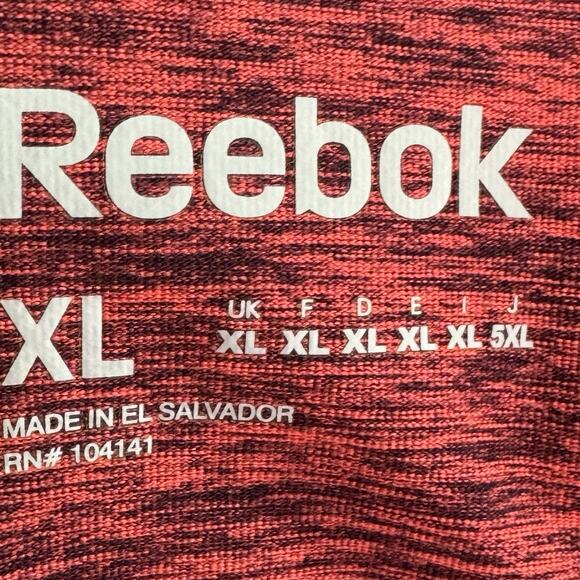 Reebok
XL
UK F D E I J
XL XL XL XL XL 5XL
MADE IN EL SALVADOR
RN# 104141